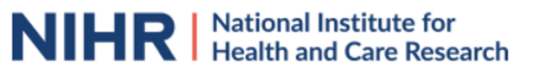 NIHR
National Institute for
Health and Care Research